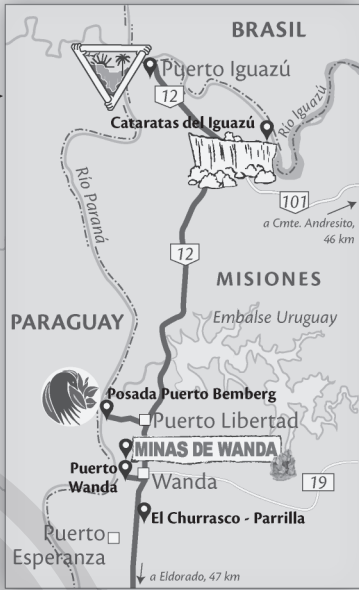 BRASIL
Puerto Iguazú
12
Cataratas del Iguazú
Río Iguazú
101
a Cmte. Andresito,
46 km
Río Paraná
12
MISIONES
PARAGUAY
Embalse Uruguay
Posada Puerto Bemberg
Puerto Libertad
MINAS DE WANDA
Puerto
Wanda
Wanda
19
El Churrasco - Parrilla
Puerto
Esperanza
a Eldorado, 47 km